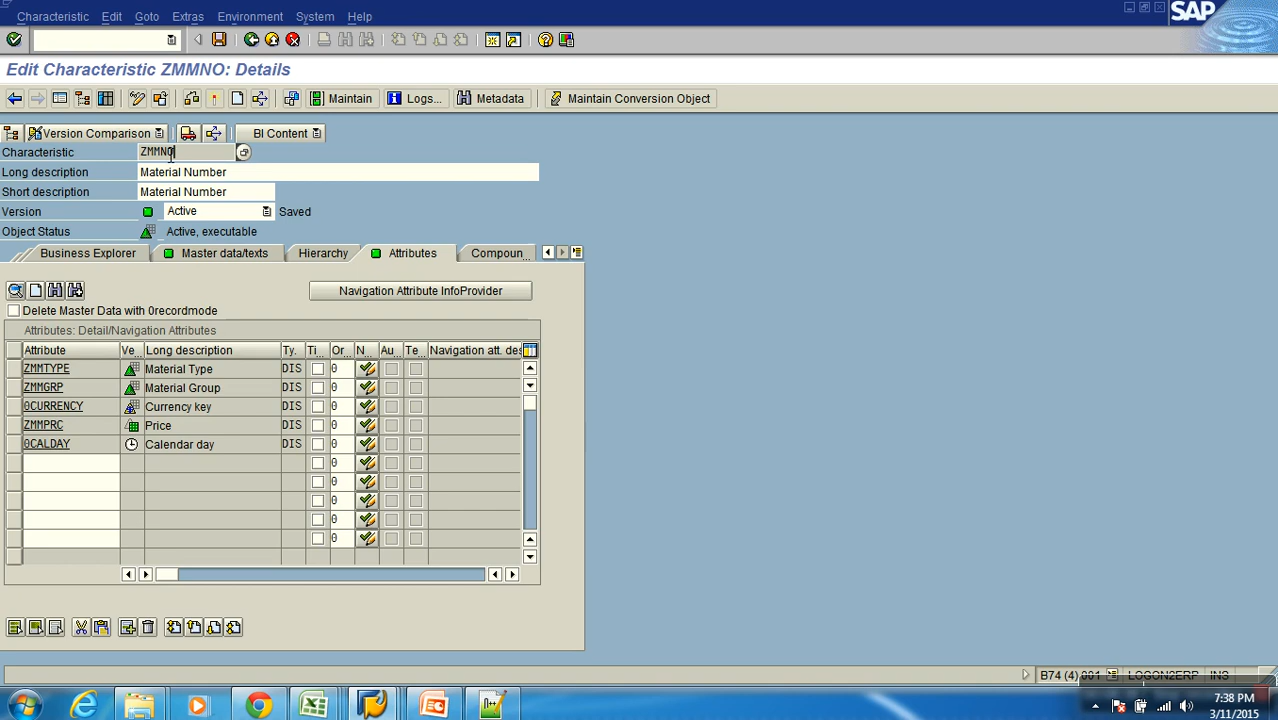 Characteristic Edit Goto Extras Environment System Help
SAP
Edit Characteristic ZMMNO: Details
Maintain Logs... Metadata Maintain Conversion Object
Version Comparison BI Content
Characteristic ZMMNO
Long description Material Number
Short description Material Number
Version Active Saved
Object Status Active, executable
Business Explorer Master data/texts Hierarchy Attributes Compoun...
Navigation Attribute InfoProvider
Delete Master Data with 0recordmode
Attributes: Detail/Navigation Attributes
Attribute Ve... Long description Ty. Ti... Or... N... Au... Te... Navigation att. des
ZMMTYPE Material Type DIS 0
ZMMGRP Material Group DIS 0
0CURRENCY Currency key DIS 0
ZMMPRC Price DIS 0
0CALDAY Calendar day DIS 0
0
0
0
0
0
B74 (4) 001 LOGON2ERP INS
7:38 PM
3/11/2015